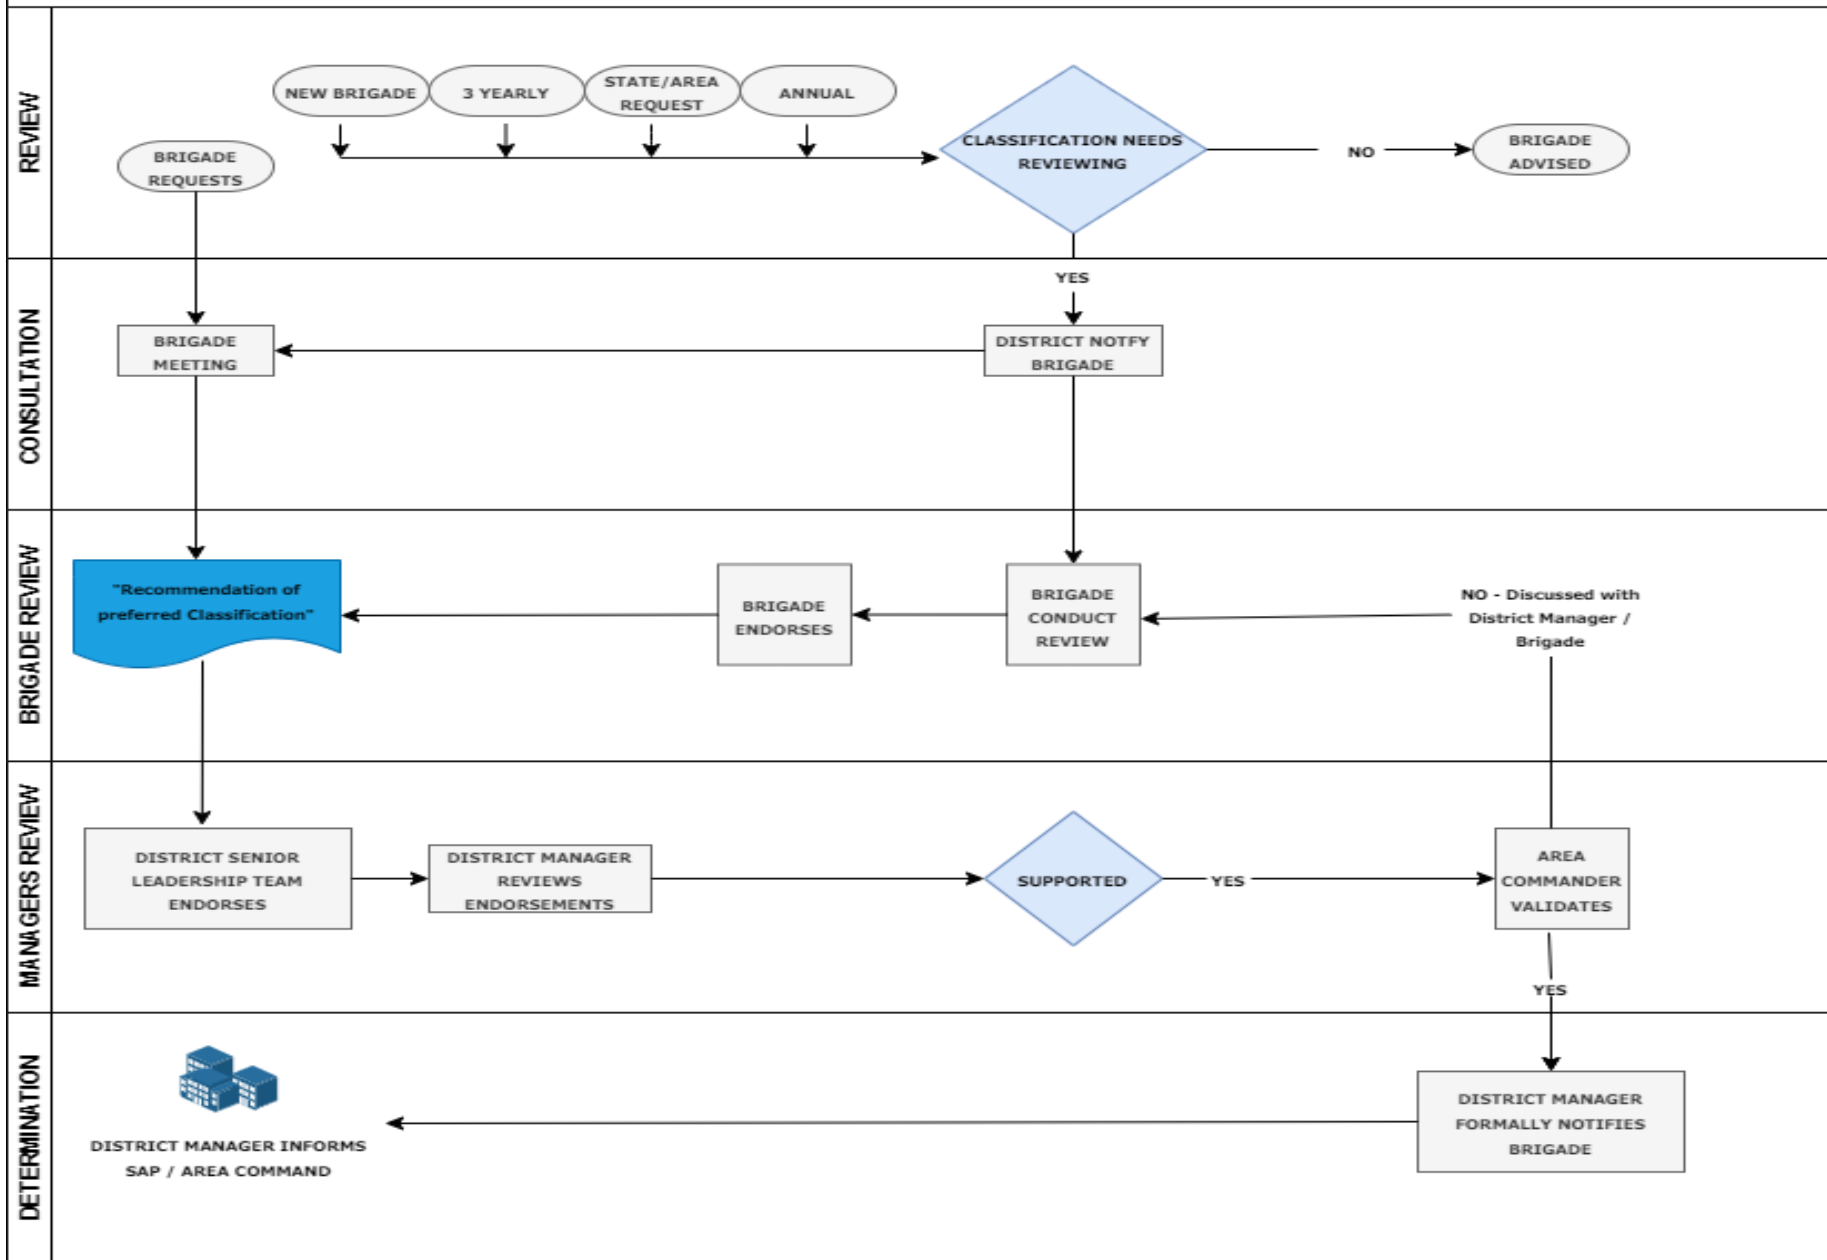 REVIEW
NEW BRIGADE
3 YEARLY
STATE/AREA
REQUEST
ANNUAL
BRIGADE
REQUESTS
CLASSIFICATION NEEDS
REVIEWING
NO
BRIGADE
ADVISED
CONSULTATION
YES
BRIGADE
MEETING
DISTRICT NOTFY
BRIGADE
BRIGADE REVIEW
"Recommendation of
preferred Classification"
BRIGADE
ENDORSES
BRIGADE
CONDUCT
REVIEW
NO - Discussed with
District Manager /
Brigade
MANAGERS REVIEW
DISTRICT SENIOR
LEADERSHIP TEAM
ENDORSES
DISTRICT MANAGER
REVIEWS
ENDORSEMENTS
SUPPORTED
YES
AREA
COMMANDER
VALIDATES
YES
DETERMINATION
DISTRICT MANAGER INFORMS
SAP / AREA COMMAND
DISTRICT MANAGER
FORMALLY NOTIFIES
BRIGADE